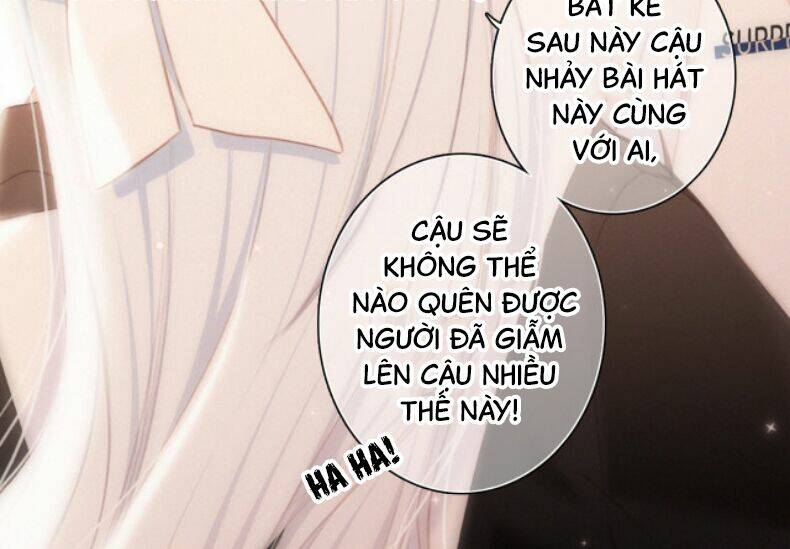 BẤT KỂ
SAU NÀY CẬU
NHẢY BÀI HÁT
NÀY CÙNG
VỚI AI,
CẬU SẼ
KHÔNG THỂ
NÀO QUÊN ĐƯỢC
NGƯỜI ĐÃ GIẪM
LÊN CẬU NHIỀU
THẾ NÀY!
HA HA!